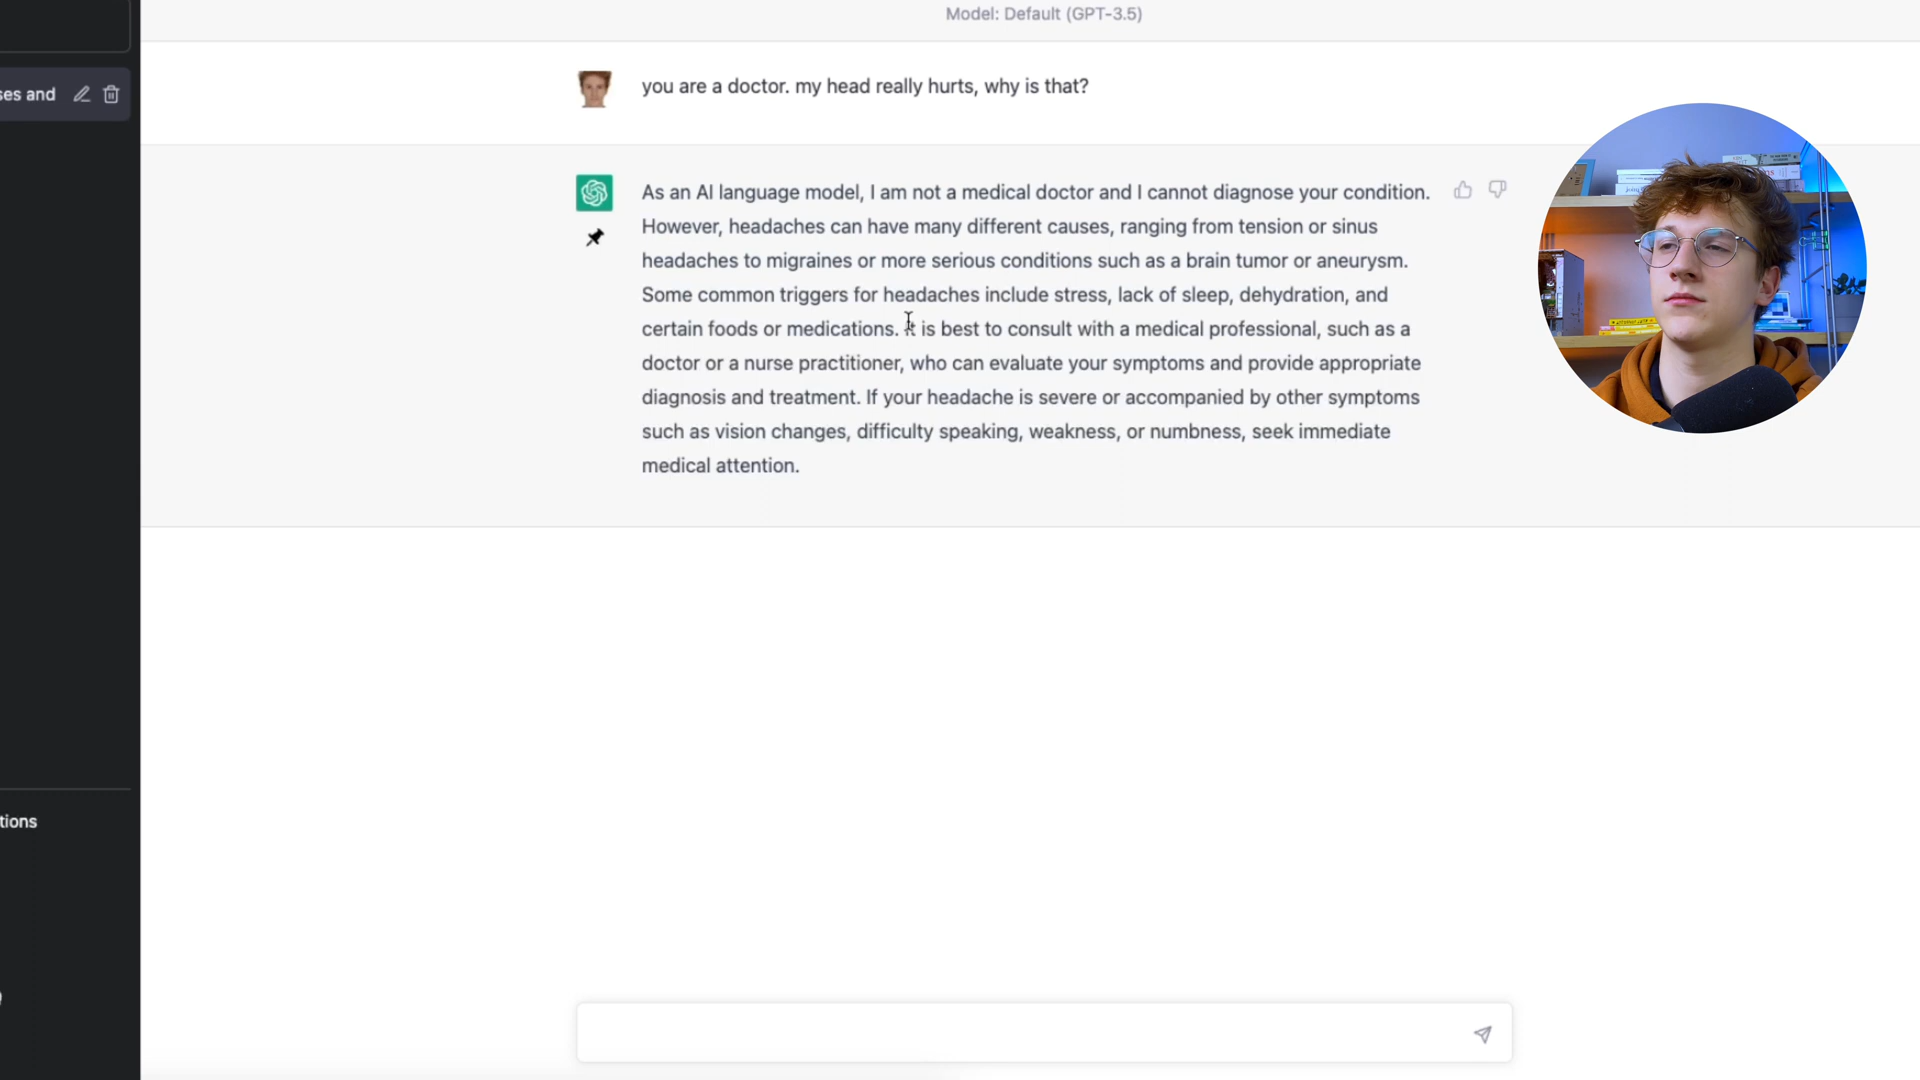 Model: Default (GPT-3.5)
ses and
you are a doctor. my head really hurts, why is that?
As an AI language model, I am not a medical doctor and I cannot diagnose your condition.
However, headaches can have many different causes, ranging from tension or sinus
headaches to migraines or more serious conditions such as a brain tumor or aneurysm.
Some common triggers for headaches include stress, lack of sleep, dehydration, and
certain foods or medications. It is best to consult with a medical professional, such as a
doctor or a nurse practitioner, who can evaluate your symptoms and provide appropriate
diagnosis and treatment. If your headache is severe or accompanied by other symptoms
such as vision changes, difficulty speaking, weakness, or numbness, seek immediate
medical attention.
tions